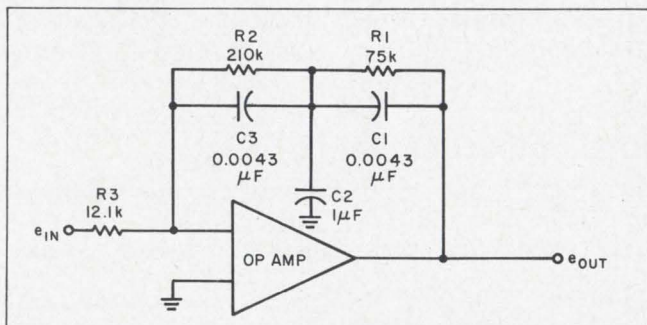 R2
210k
R1
75k
C3
0.0043
µF
C1
0.0043
µF
C2
1µF
R3
12.1k
eIN
OP AMP
eOUT